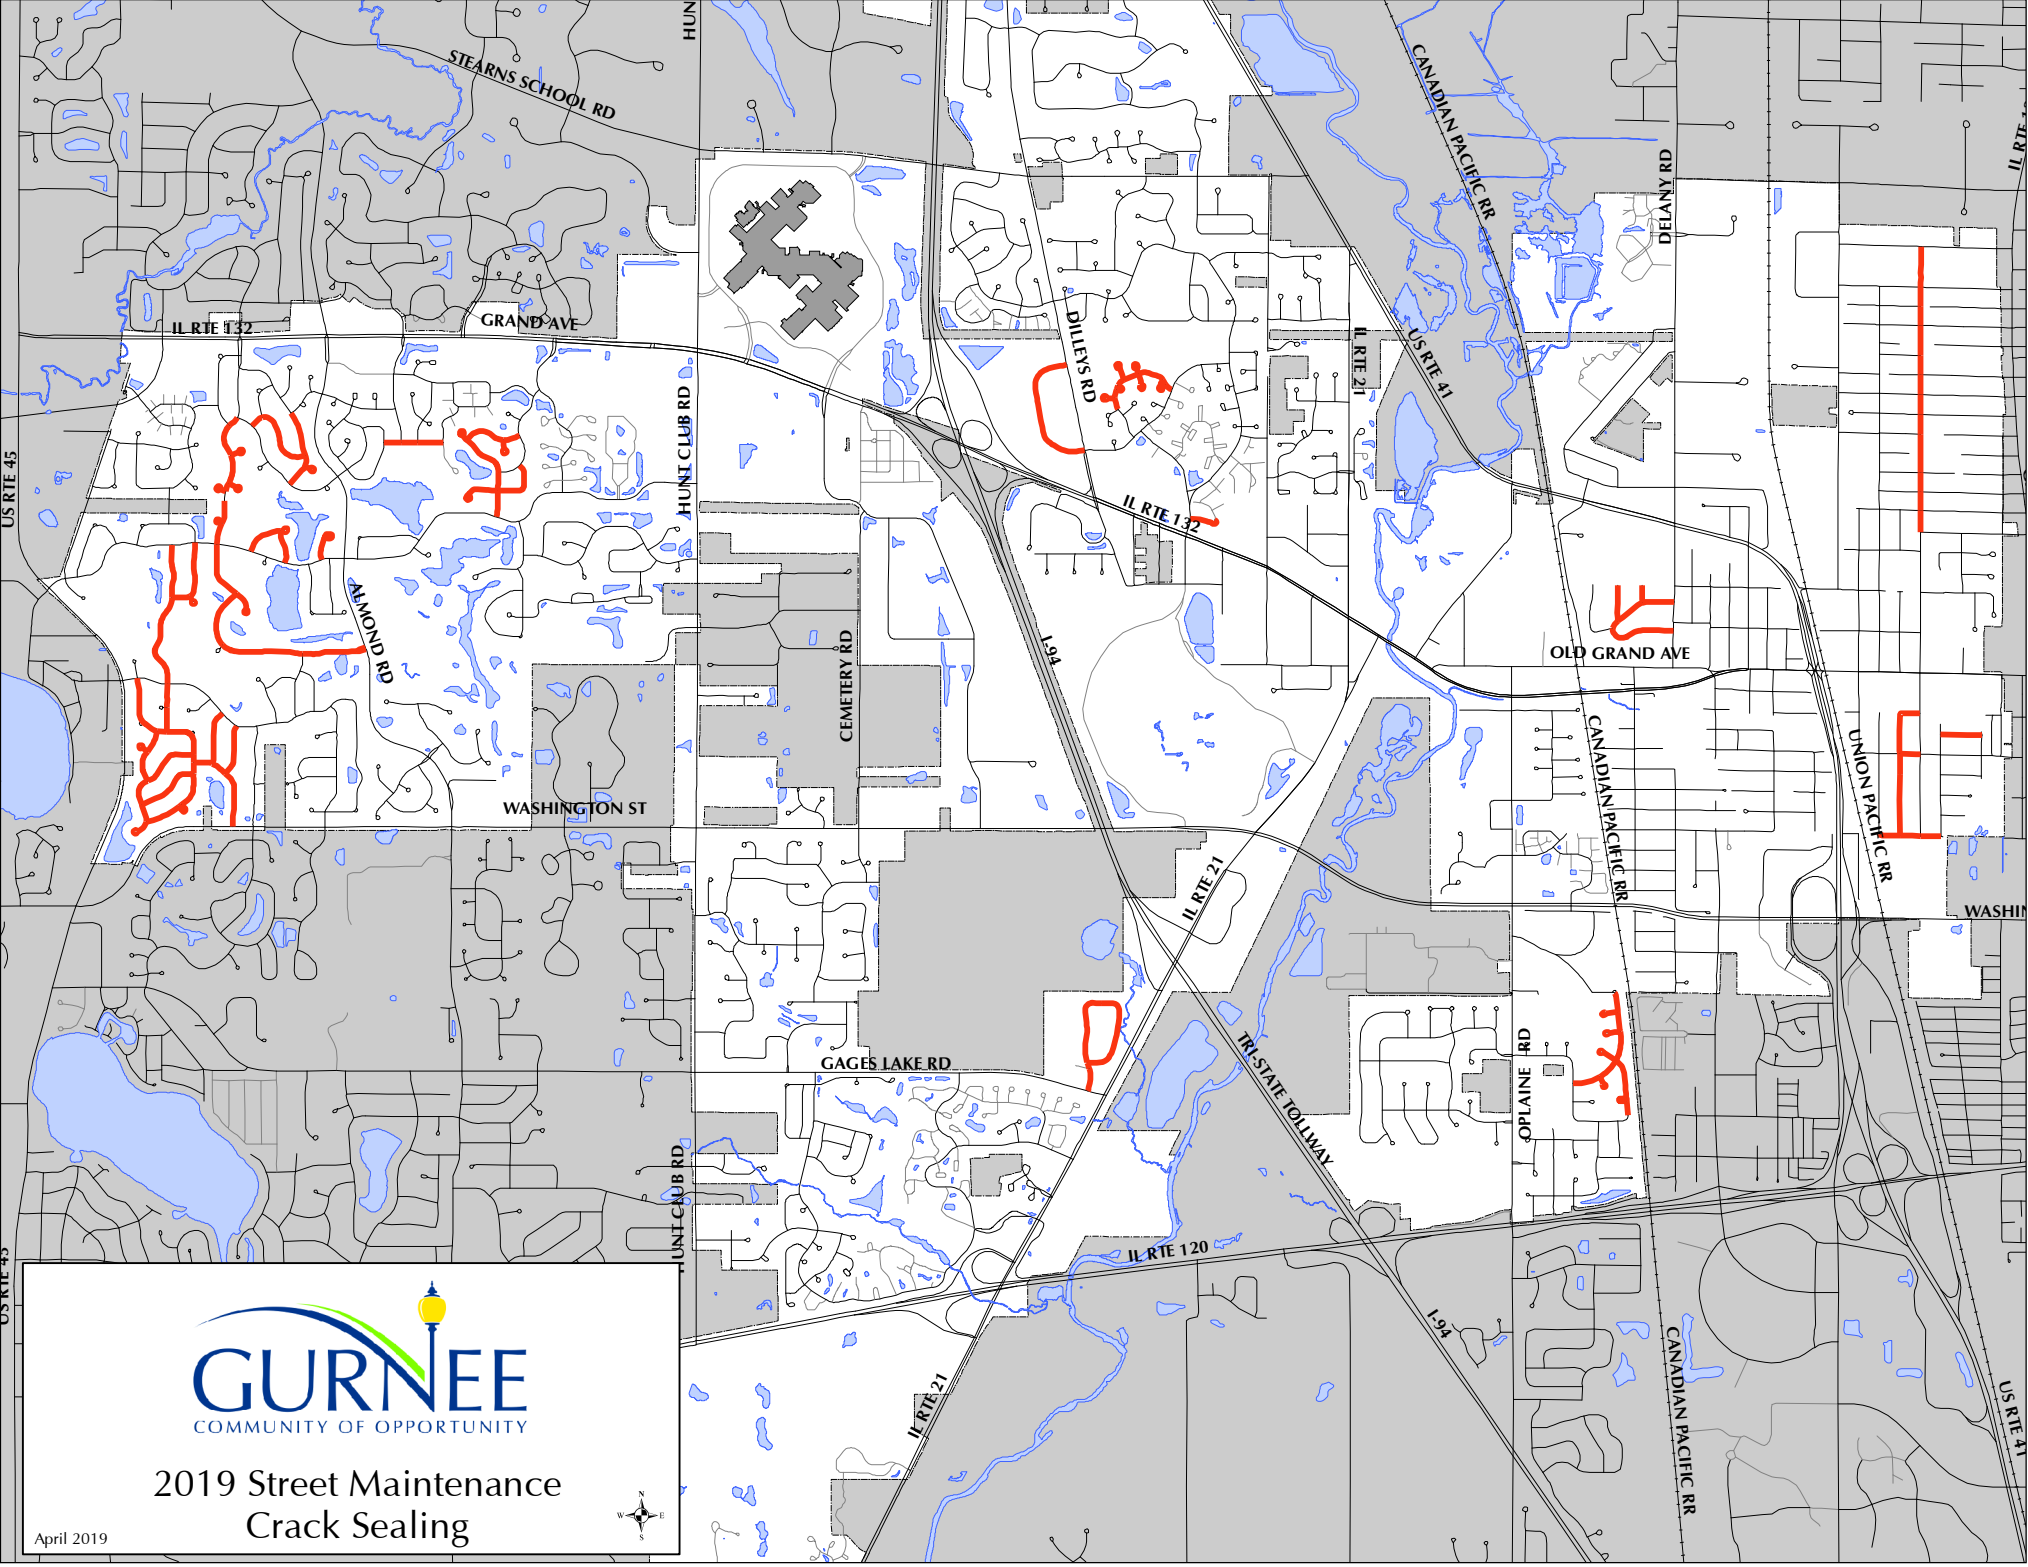 HUN
STEARNS SCHOOL RD
CANADIAN PACIFIC RR
DELANY RD
IL RTE 132
GRAND AVE
DILLEYS RD
IL RTE 21
US RTE 41
HUNT CLUB RD
US RTE 45
IL RTE 132
ALMOND RD
CEMETERY RD
I-94
OLD GRAND AVE
CANADIAN PACIFIC RR
UNION PACIFIC RR
WASHINGTON ST
IL RTE 21
WASHIN
GAGES LAKE RD
TRI-STATE TOLLWAY
OPLAINE RD
HUNT CLUB RD
IL RTE 120
US RTE 45
I-94
CANADIAN PACIFIC RR
IL RTE 21
US RTE 41
GURNEE
COMMUNITY OF OPPORTUNITY
2019 Street Maintenance
Crack Sealing
April 2019
N
W E
S